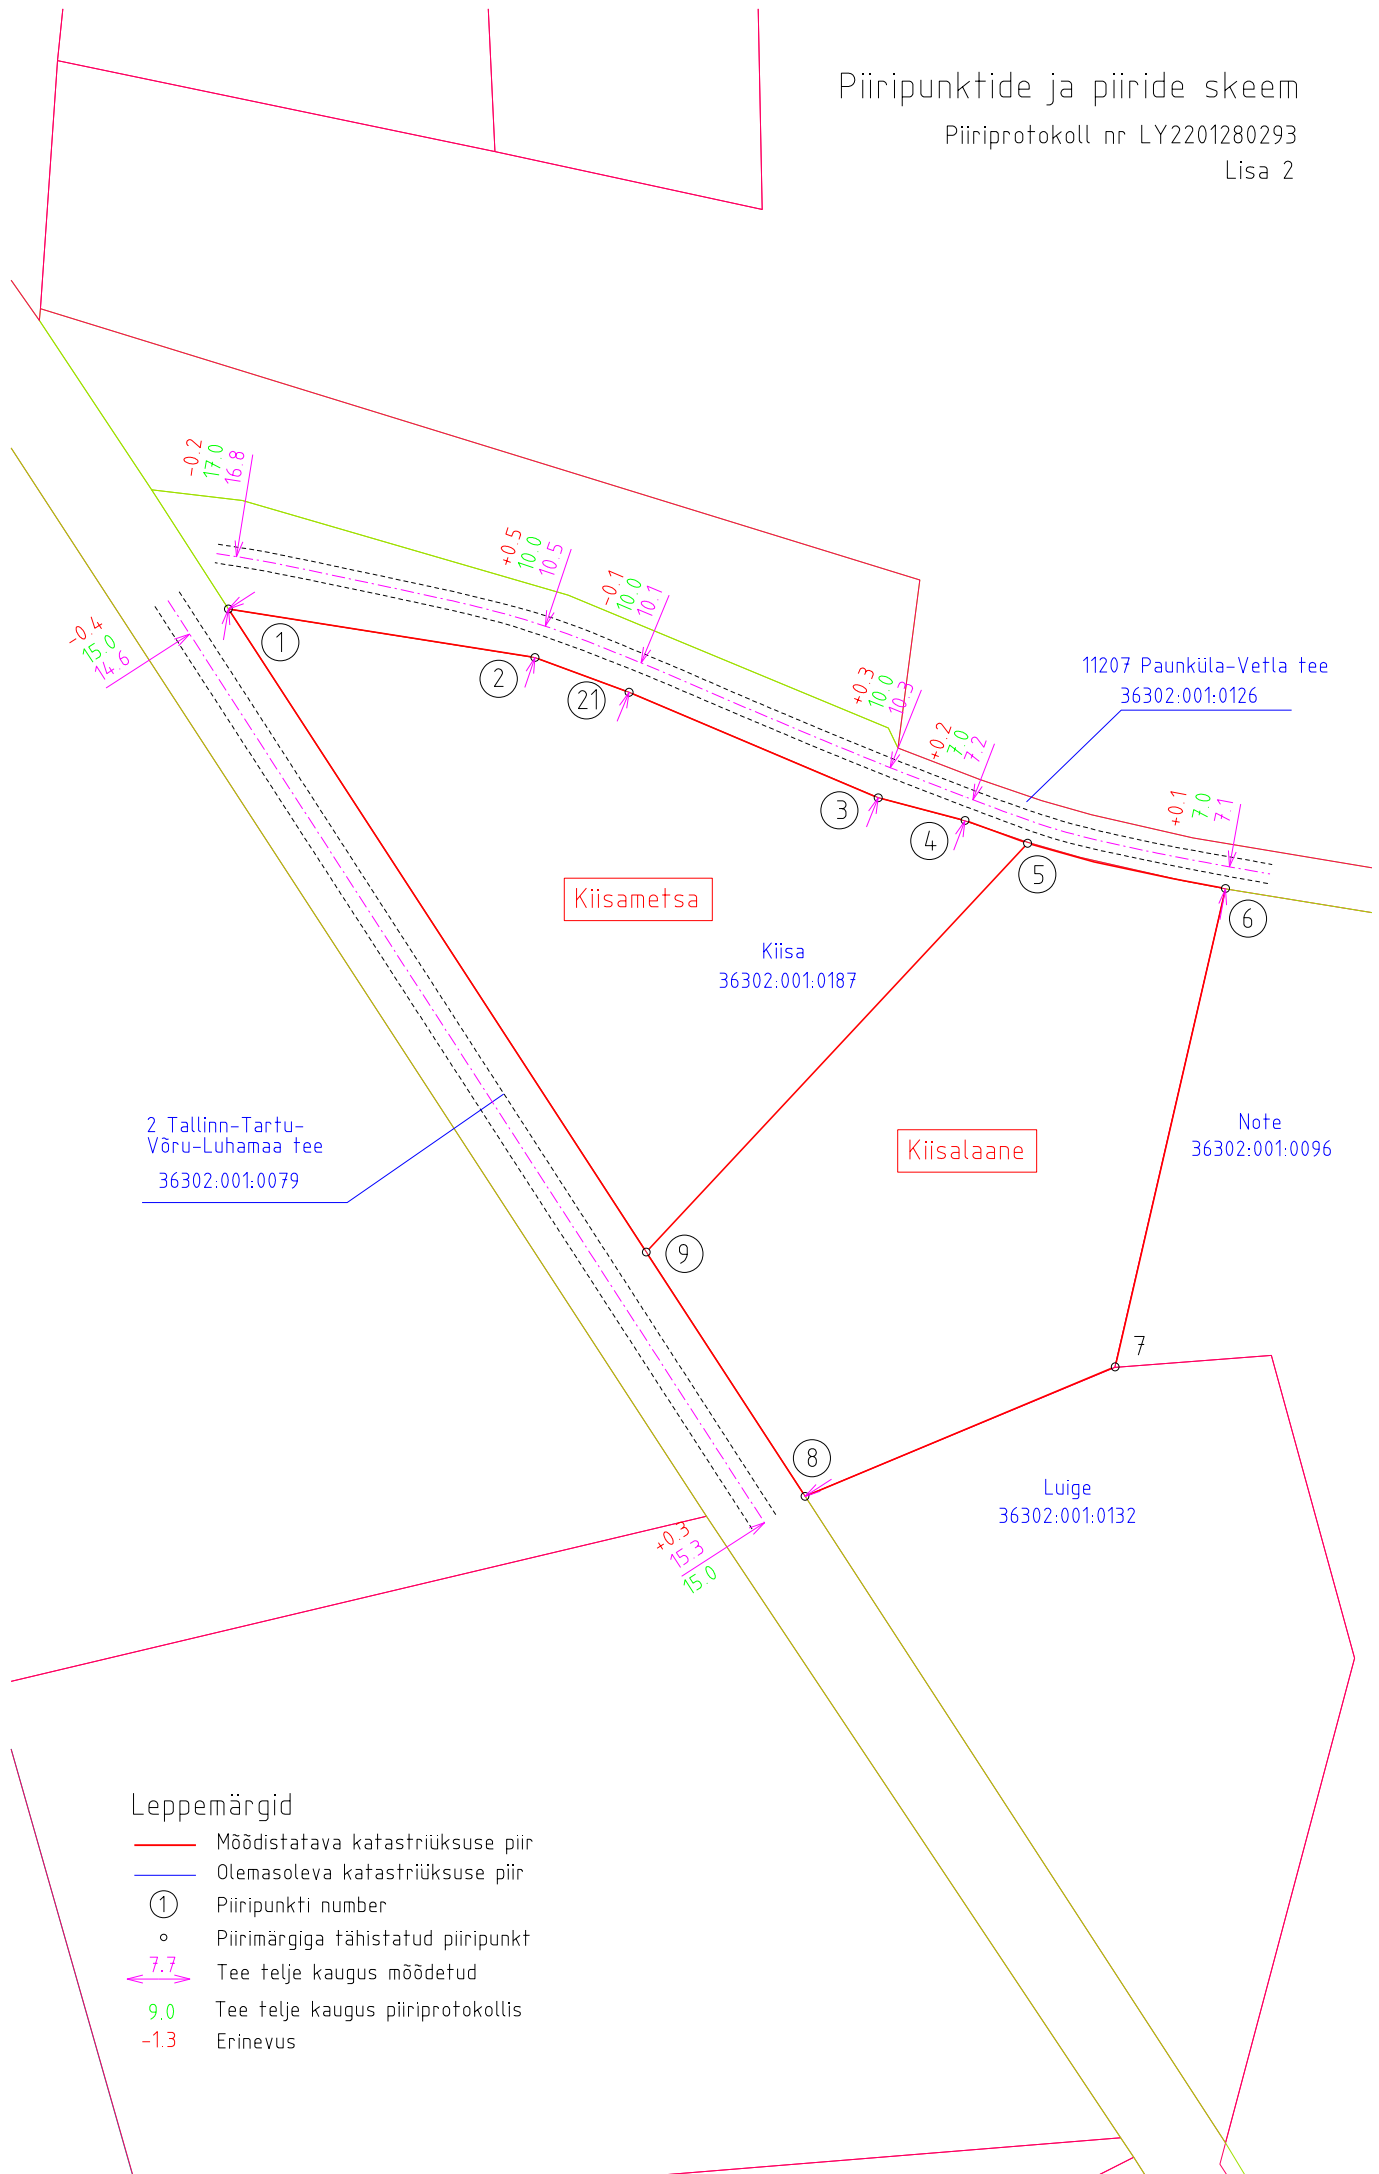 Piiripunktide ja piiride skeem
Piiriprotokoll nr LY2201280293
Lisa 2
-0.2
17.0
16.8
+0.5
10.0
10.5
-0.1
10.0
10.1
-0.4
15.0
14.6
1
2
21
+0.3
10.0
10.3
+0.2
7.0
7.2
11207 Paunküla-Vetla tee
36302:001:0126
+0.1
7.0
7.1
3
4
5
6
Kiisametsa
Kiisa
36302:001:0187
2 Tallinn-Tartu-
Võru-Luhamaa tee
36302:001:0079
Kiisalaane
Note
36302:001:0096
9
7
8
Luige
36302:001:0132
+0.3
15.3
15.0
Leppemärgid
Mõõdistatava katastriüksuse piir
Olemasoleva katastriüksuse piir
1 Piiripunkti number
Piirimärgiga tähistatud piiripunkt
7.7 Tee telje kaugus mõõdetud
9.0 Tee telje kaugus piiriprotokollis
-1.3 Erinevus